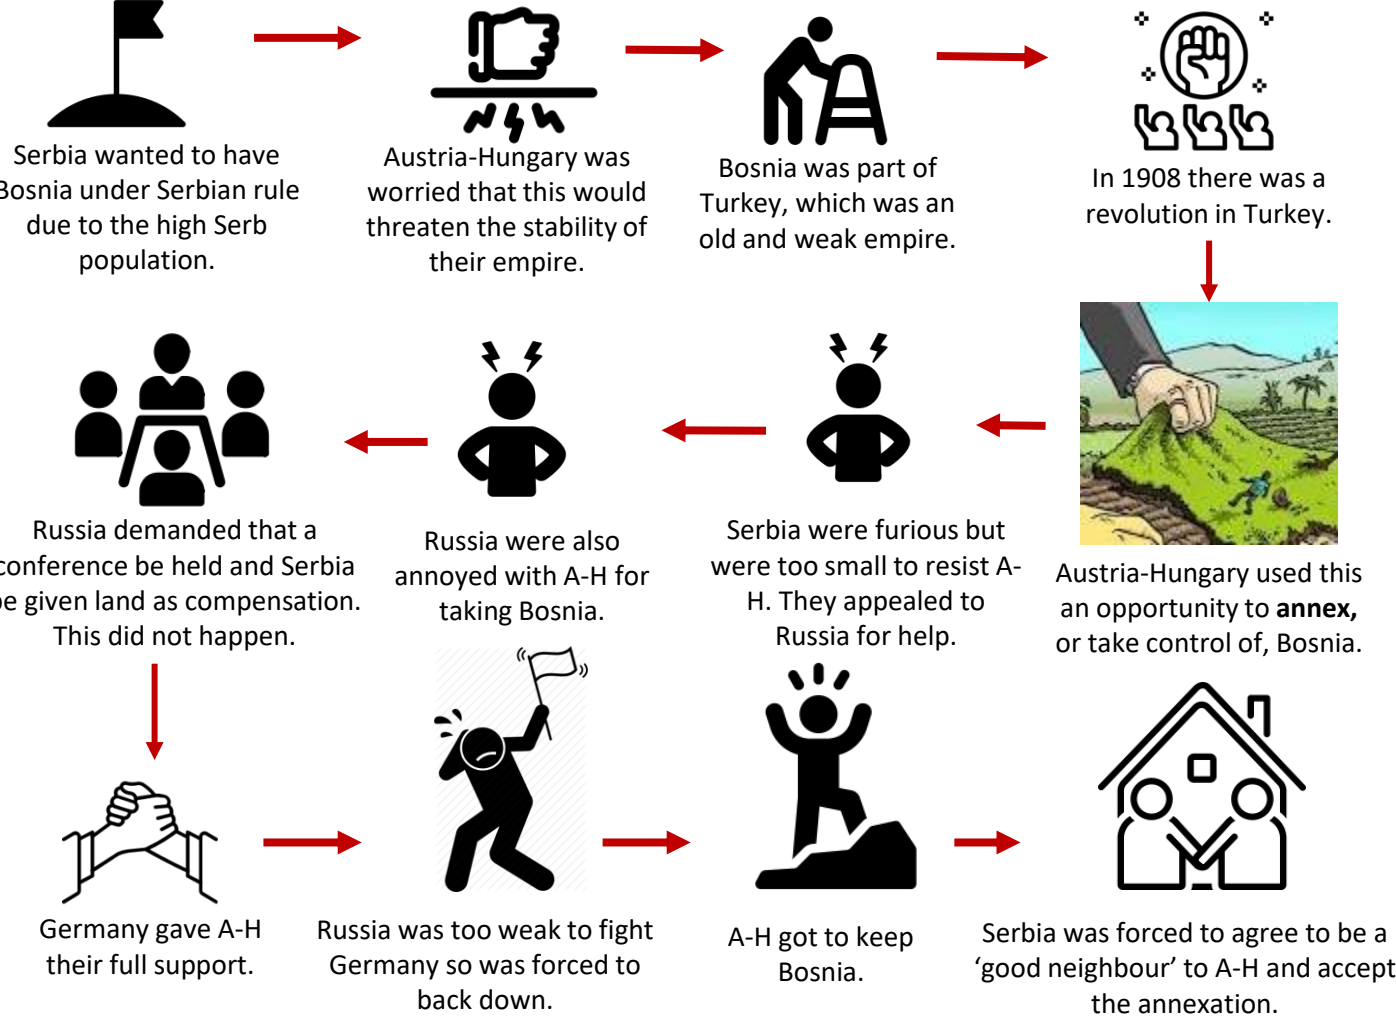 Serbia wanted to have
Bosnia under Serbian rule
due to the high Serb
population.
Austria-Hungary was
worried that this would
threaten the stability of
their empire.
Bosnia was part of
Turkey, which was an
old and weak empire.
In 1908 there was a
revolution in Turkey.
Austria-Hungary used this
an opportunity to annex,
or take control of, Bosnia.
Serbia were furious but
were too small to resist A-
H. They appealed to
Russia for help.
Russia were also
annoyed with A-H for
taking Bosnia.
Russia demanded that a
conference be held and Serbia
be given land as compensation.
This did not happen.
Germany gave A-H
their full support.
Russia was too weak to fight
Germany so was forced to
back down.
A-H got to keep
Bosnia.
Serbia was forced to agree to be a
‘good neighbour’ to A-H and accept
the annexation.